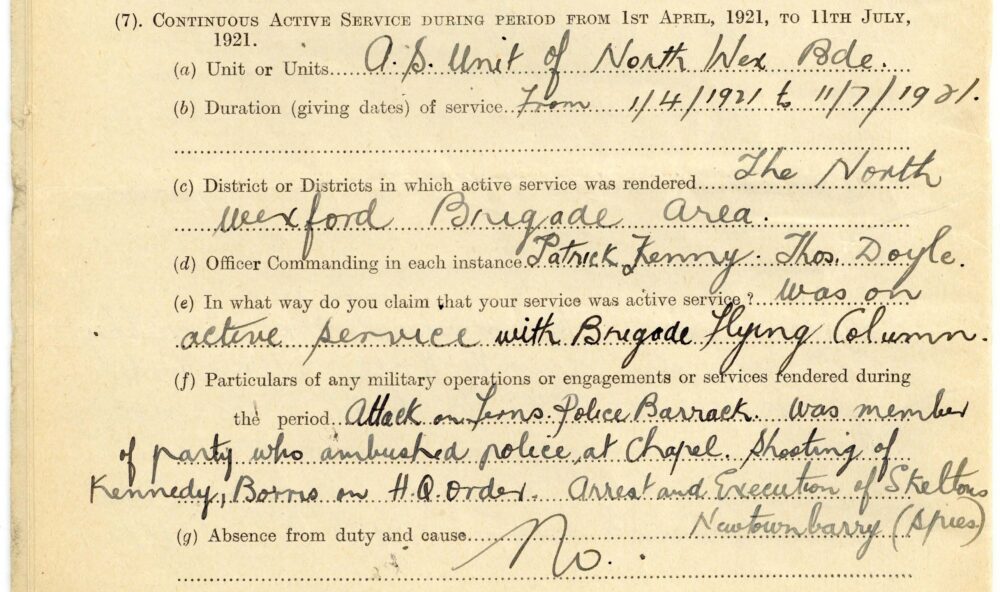 (7). CONTINUOUS ACTIVE SERVICE DURING PERIOD FROM 1ST APRIL, 1921, TO 11TH JULY,
1921.
(a) Unit or Units....A.S. Unit of North Wex Bde.
(b) Duration (giving dates) of service..From 1/4/1921 to 11/7/1921.
(c) District or Districts in which active service was rendered....The North
Wexford Brigade Area.
(d) Officer Commanding in each instance.Patrick Kenny. Thos. Doyle.
(e) In what way do you claim that your service was active service? Was on
active service with Brigade Flying Column.
(f) Particulars of any military operations or engagements or services rendered during
the period..Attack on Ferns Police Barrack. Was member
of party who ambushed police at Chapel. Shooting of
Kennedy, Borris on H.Q. order. Arrest and Execution of Skeltons
Newtownbarry (Spies)
(g) Absence from duty and cause....No.